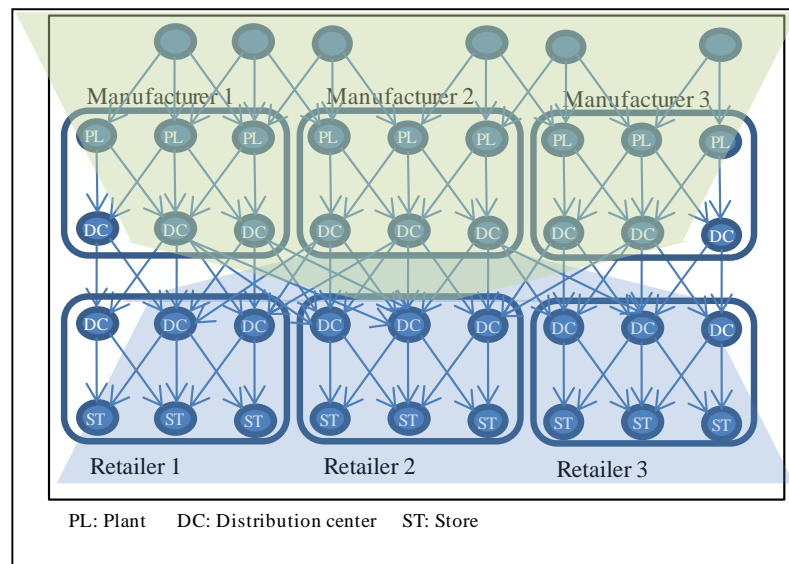 Manufacturer 1 Manufacturer 2 Manufacturer 3
PL PL PL PL PL PL PL PL PL
DC DC DC DC DC DC DC DC DC
DC DC DC DC DC DC DC DC DC
ST ST ST ST ST ST ST ST ST
Retailer 1 Retailer 2 Retailer 3
PL: Plant DC: Distribution center ST: Store